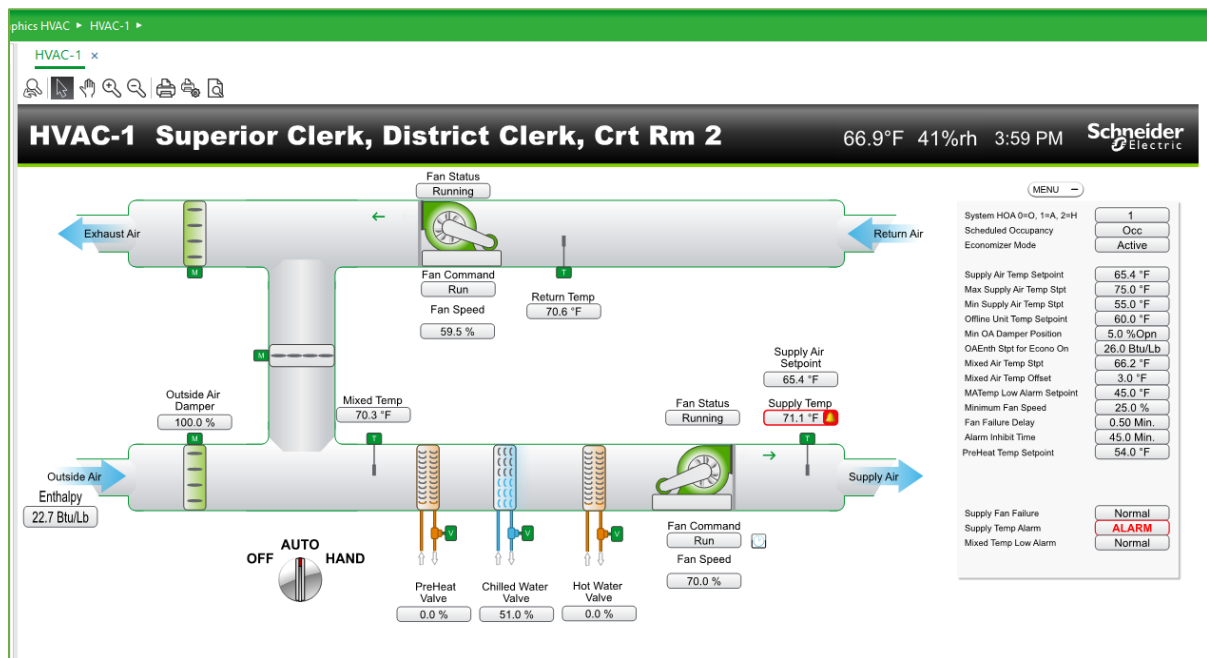 phics HVAC ▸ HVAC-1 ▸
HVAC-1 ×
HVAC-1 Superior Clerk, District Clerk, Crt Rm 2
66.9°F 41%rh 3:59 PM
Schneider
Electric
Fan Status
Running
Exhaust Air
Return Air
M
Fan Command
Run
T
Fan Speed
59.5 %
Return Temp
70.6 °F
M
Supply Air
Setpoint
65.4 °F
Outside Air
Damper
100.0 %
Mixed Temp
70.3 °F
Fan Status
Running
Supply Temp
71.1 °F
M
T
T
Outside Air
Supply Air
Enthalpy
22.7 Btu/Lb
V
V
V
OFF AUTO HAND
Fan Command
Run
Fan Speed
70.0 %
PreHeat
Valve
0.0 %
Chilled Water
Valve
51.0 %
Hot Water
Valve
0.0 %
MENU −
System HOA 0=O, 1=A, 2=H 1
Scheduled Occupancy Occ
Economizer Mode Active
Supply Air Temp Setpoint 65.4 °F
Max Supply Air Temp Stpt 75.0 °F
Min Supply Air Temp Stpt 55.0 °F
Offline Unit Temp Setpoint 60.0 °F
Min OA Damper Position 5.0 %Opn
OAEnth Stpt for Econo On 26.0 Btu/Lb
Mixed Air Temp Stpt 66.2 °F
Mixed Air Temp Offset 3.0 °F
MATemp Low Alarm Setpoint 45.0 °F
Minimum Fan Speed 25.0 %
Fan Failure Delay 0.50 Min.
Alarm Inhibit Time 45.0 Min.
PreHeat Temp Setpoint 54.0 °F
Supply Fan Failure Normal
Supply Temp Alarm ALARM
Mixed Temp Low Alarm Normal